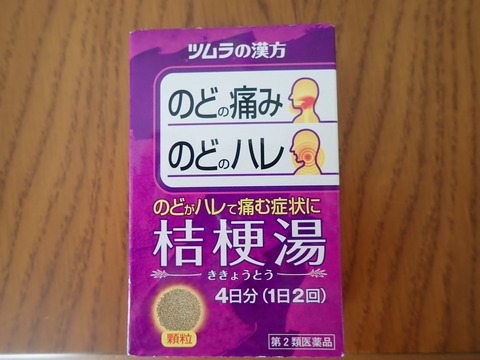 ツムラの漢方
のどの痛み
のどのハレ
のどがハレて痛む症状に
桔梗湯
ききょうとう
4日分(1日2回)
顆粒
第2類医薬品